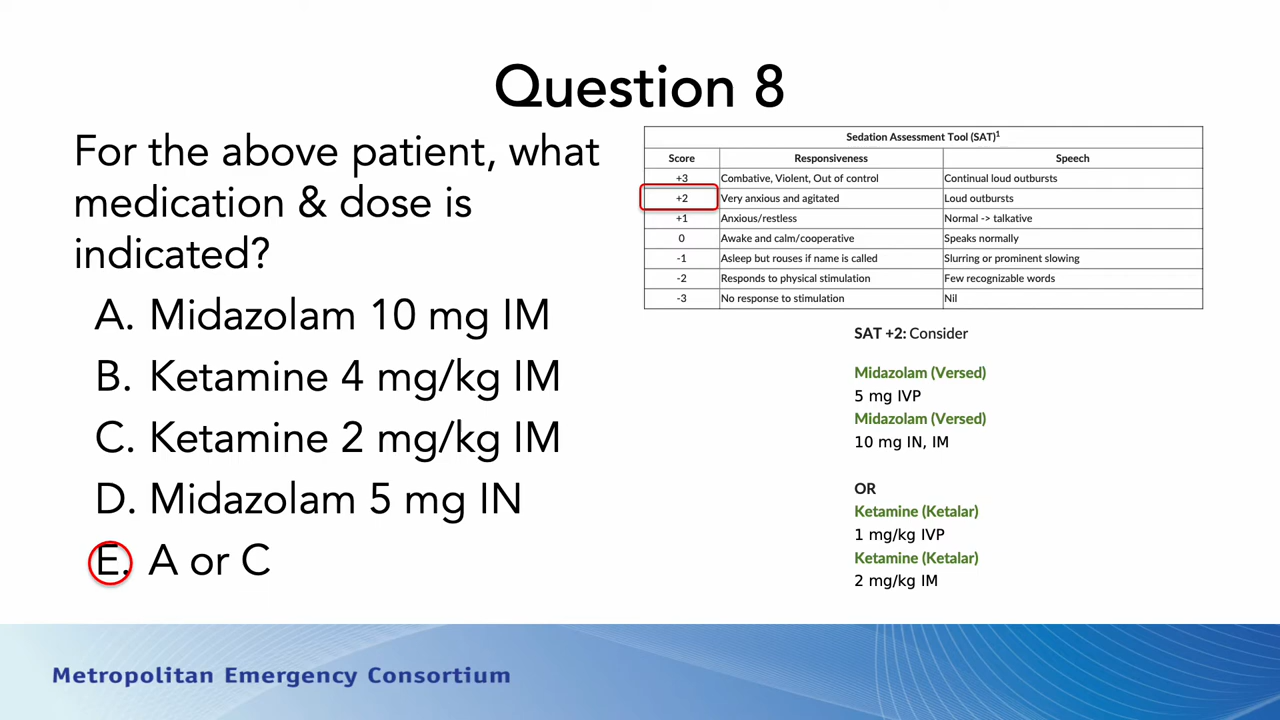 Question 8
For the above patient, what
medication & dose is
indicated?
A. Midazolam 10 mg IM
B. Ketamine 4 mg/kg IM
C. Ketamine 2 mg/kg IM
D. Midazolam 5 mg IN
E. A or C
Sedation Assessment Tool (SAT)1
Score Responsiveness Speech
+3 Combative, Violent, Out of control Continual loud outbursts
+2 Very anxious and agitated Loud outbursts
+1 Anxious/restless Normal -> talkative
0 Awake and calm/cooperative Speaks normally
-1 Asleep but rouses if name is called Slurring or prominent slowing
-2 Responds to physical stimulation Few recognizable words
-3 No response to stimulation Nil
SAT +2: Consider
Midazolam (Versed)
5 mg IVP
Midazolam (Versed)
10 mg IN, IM
OR
Ketamine (Ketalar)
1 mg/kg IVP
Ketamine (Ketalar)
2 mg/kg IM
Metropolitan Emergency Consortium